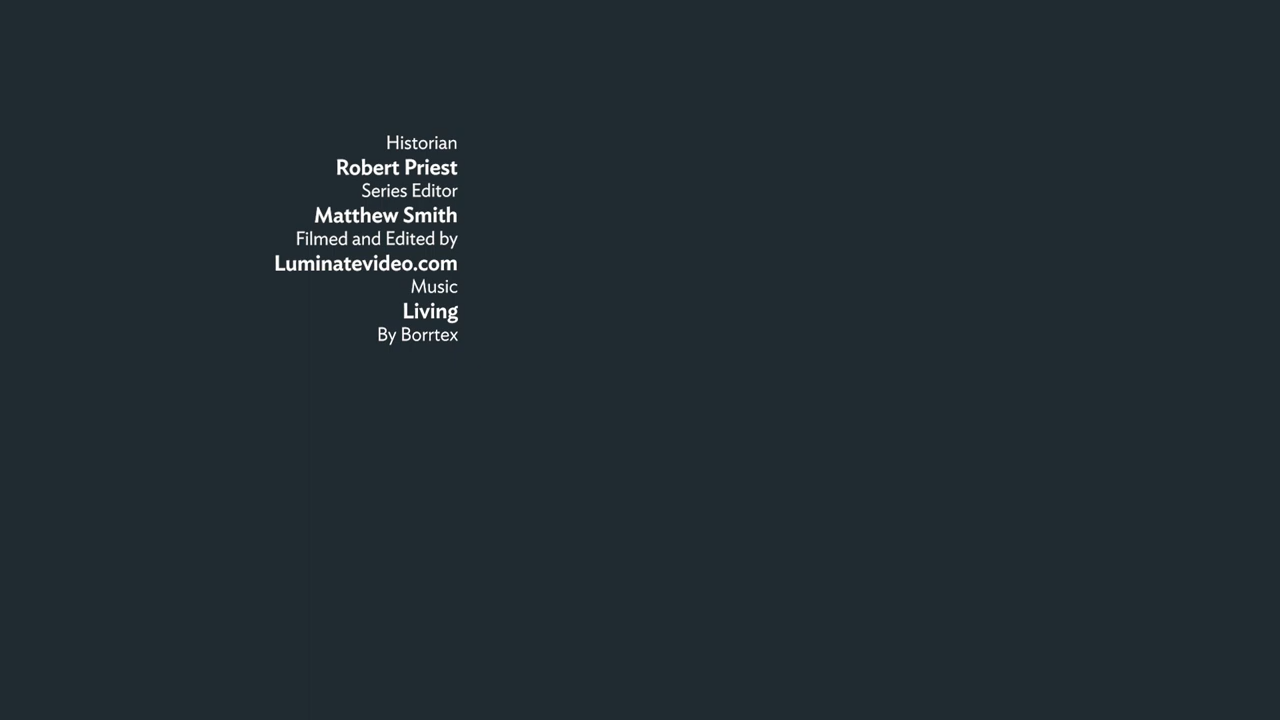 Historian
Robert Priest
Series Editor
Matthew Smith
Filmed and Edited by
Luminatevideo.com
Music
Living
By Borrtex